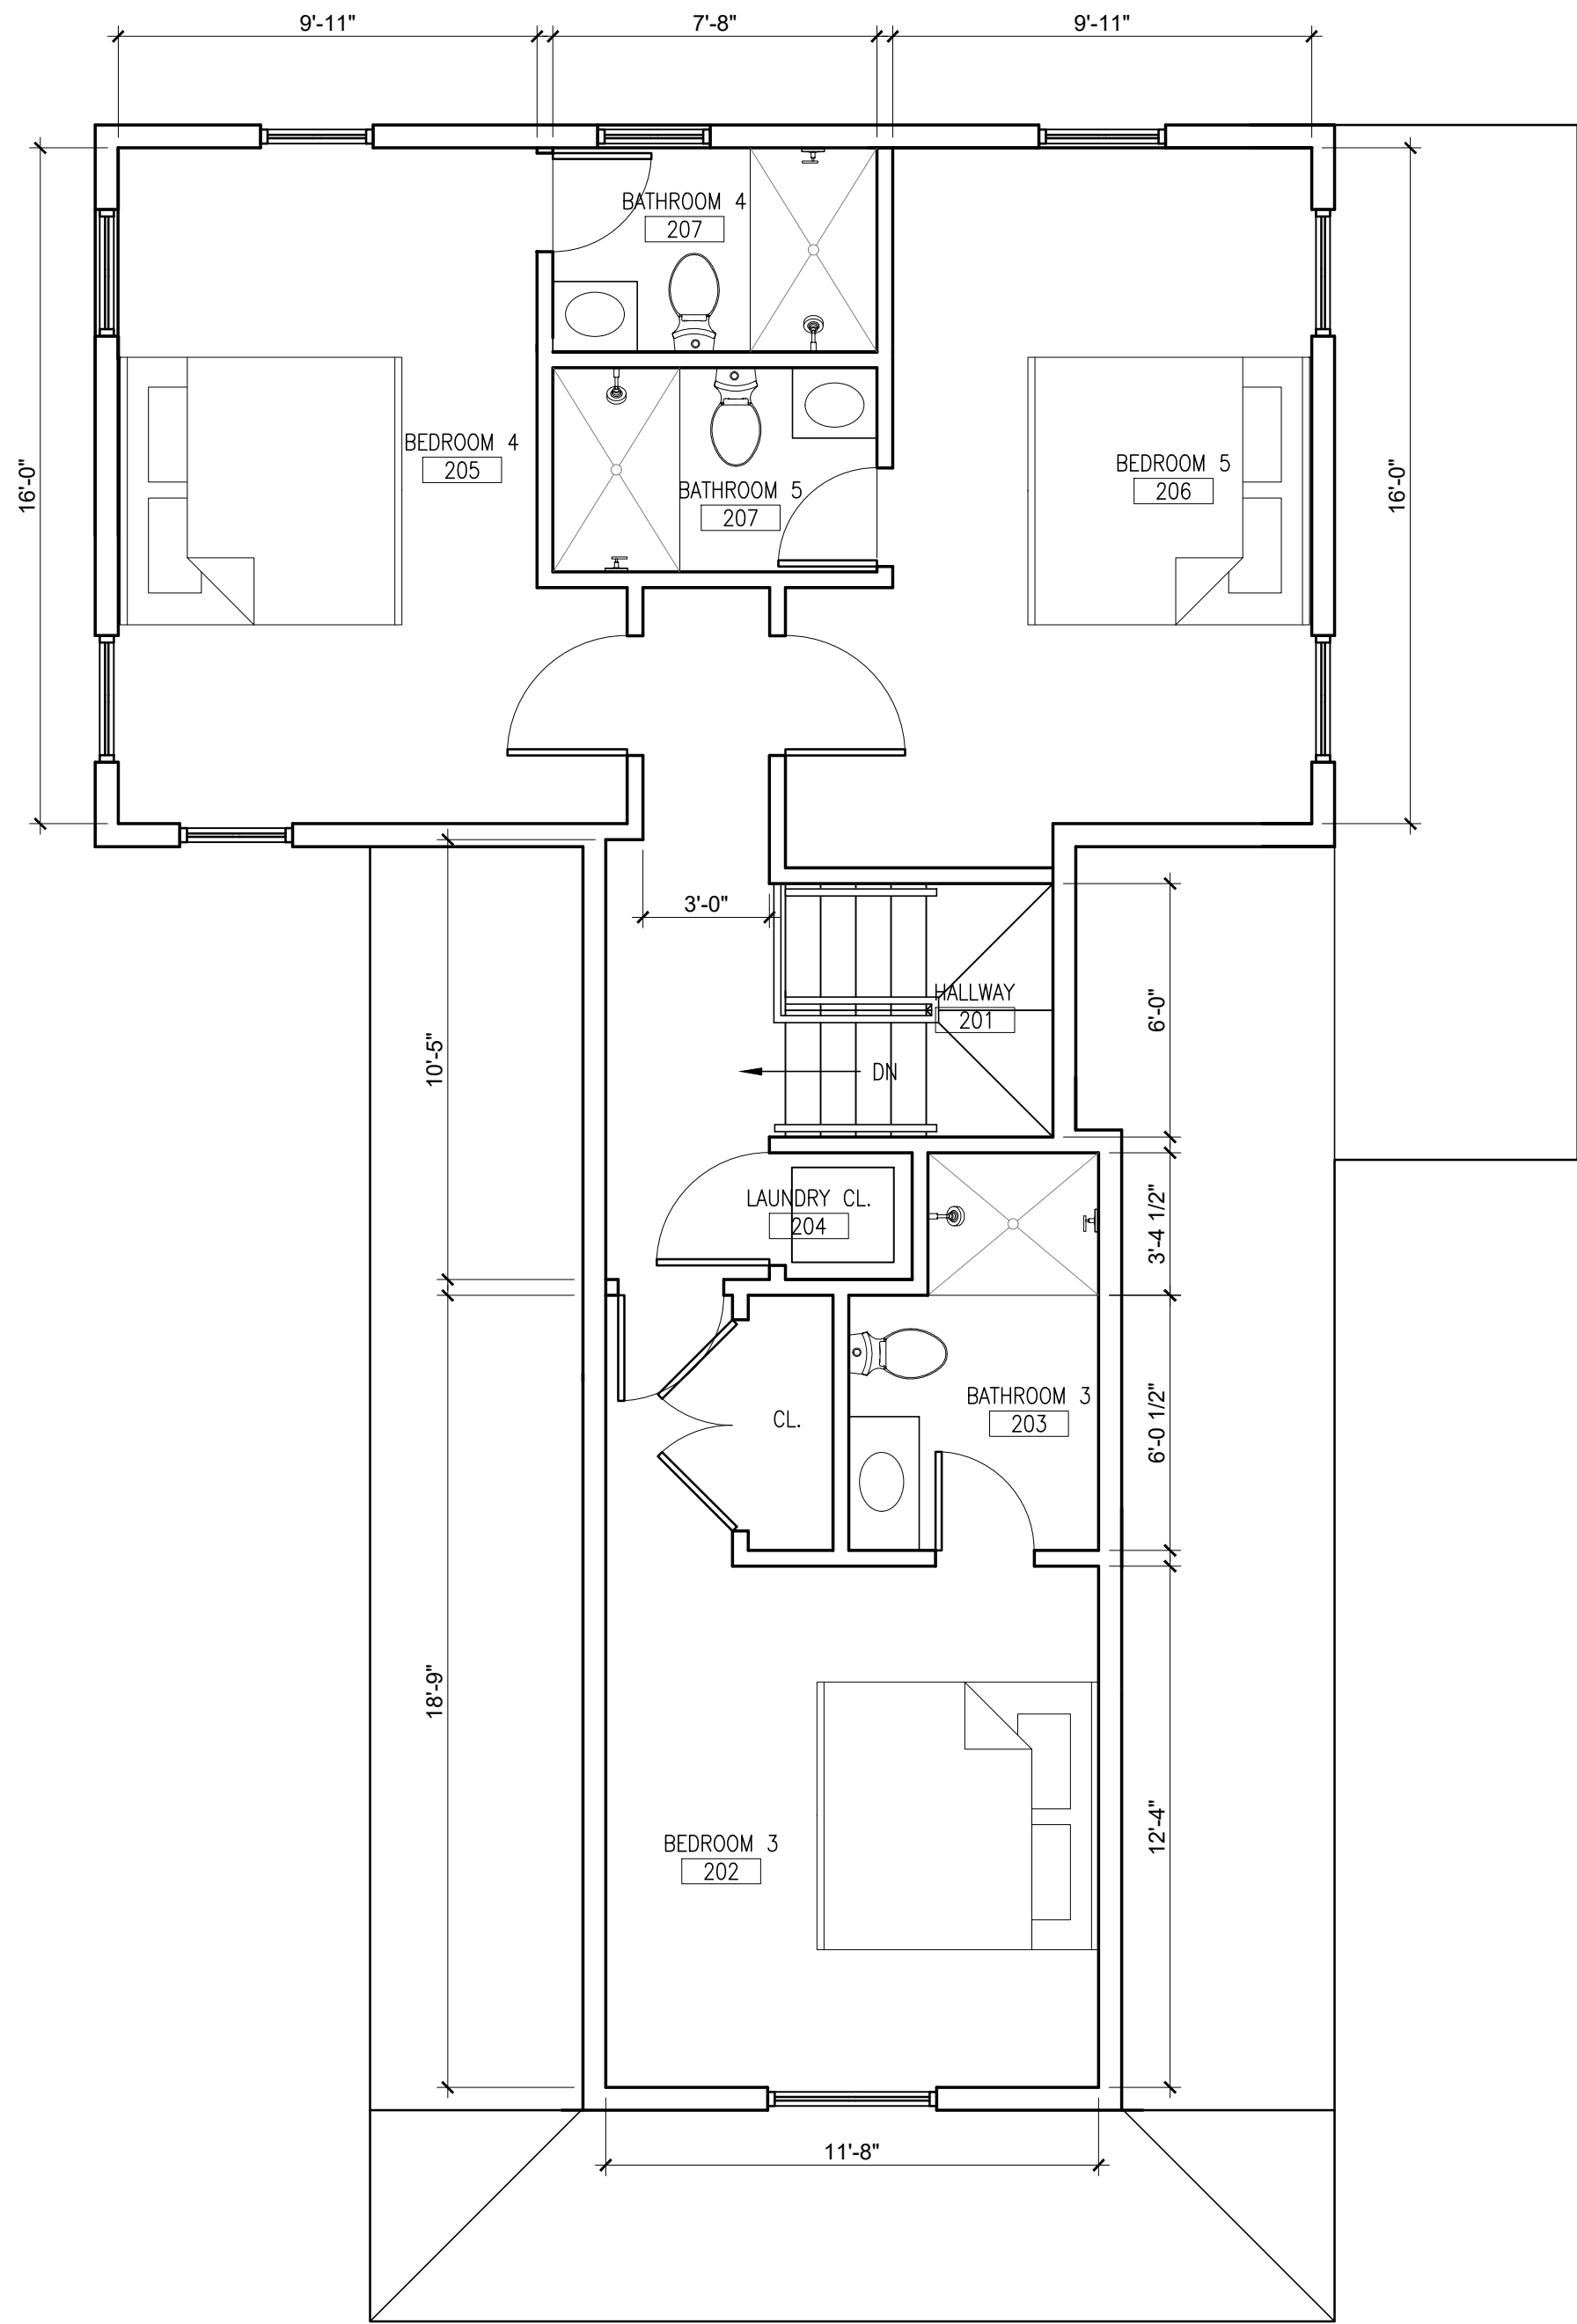 9'-11"
7'-8"
9'-11"
BATHROOM 4
207
BEDROOM 4
205
BEDROOM 5
206
16'-0"
16'-0"
BATHROOM 5
207
3'-0"
HALLWAY
201
6'-0"
10'-5"
DN
LAUNDRY CL.
204
3'-4 1/2"
BATHROOM 3
203
CL.
6'-0 1/2"
18'-9"
BEDROOM 3
202
12'-4"
11'-8"